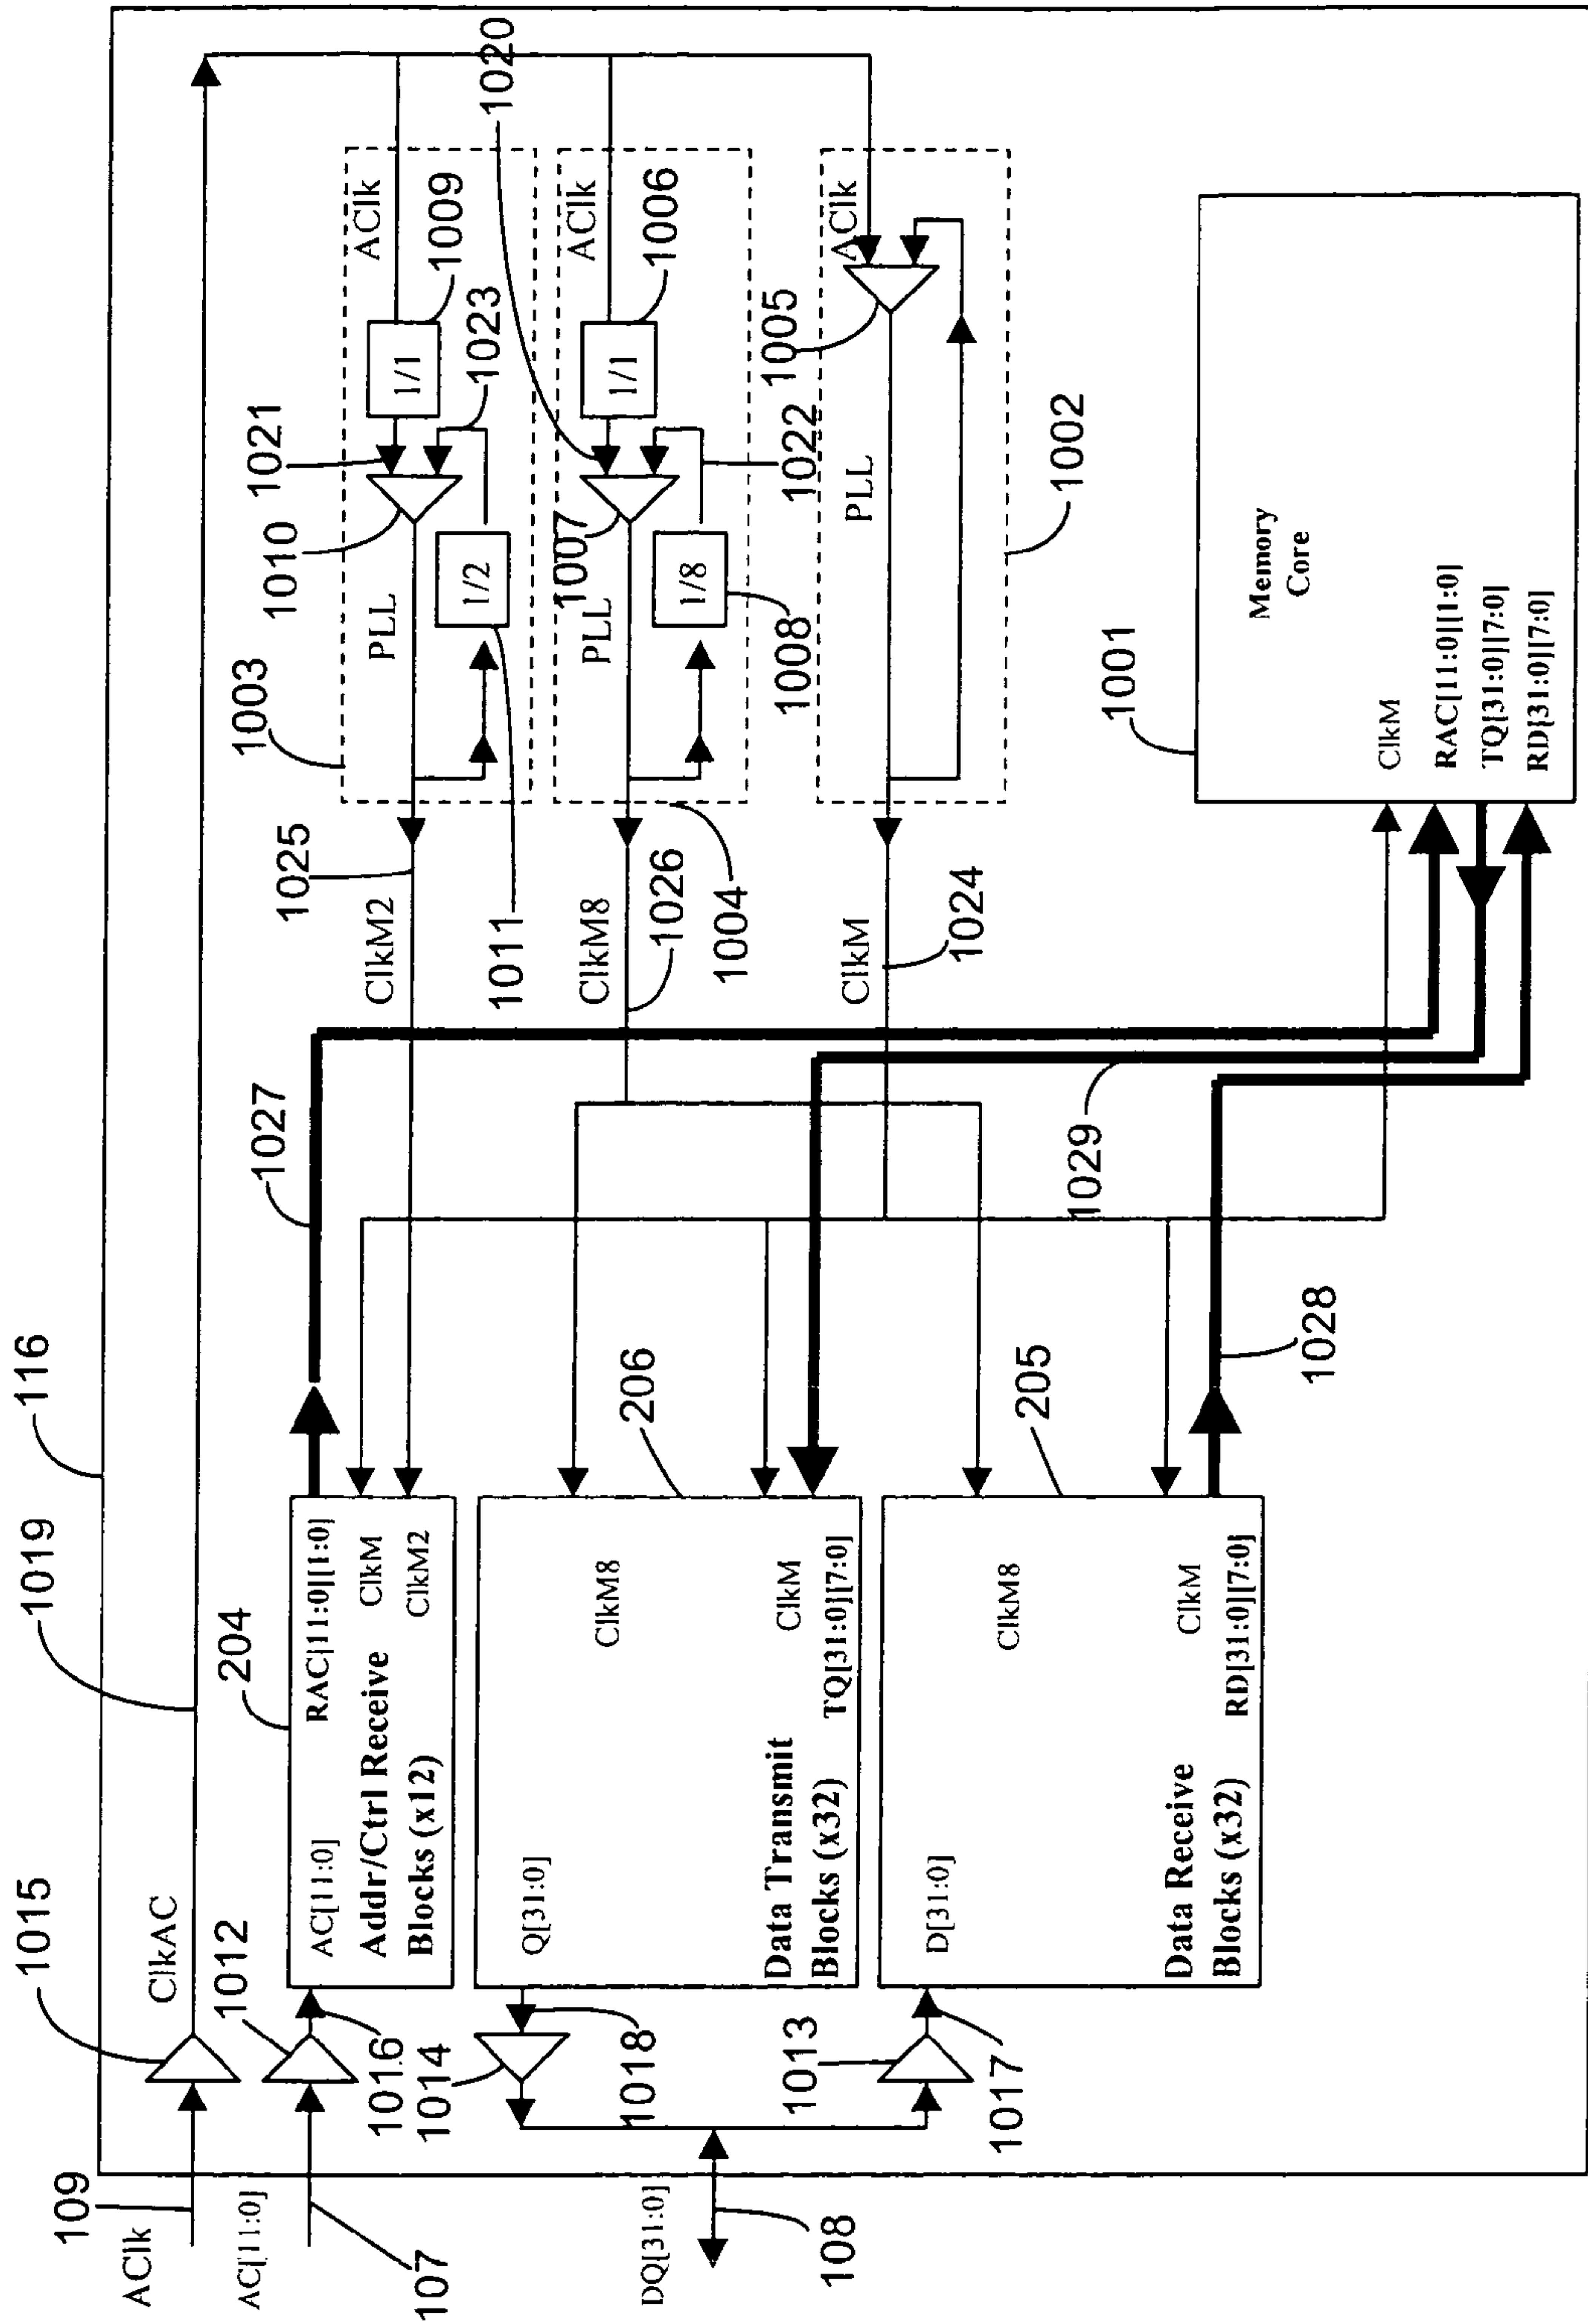 116
109
AClk
1015
ClkAC
1019
AC[11:0]
107
1012
1016
204
AC[11:0]
RAC[11:0][1:0]
Addr/Ctrl Receive
Blocks (x12)
ClkM
ClkM2
1027
1014
1018
Q[31:0]
ClkM8
206
Data Transmit
Blocks (x32)
ClkM
TQ[31:0][7:0]
DQ[31:0]
108
1013
1017
D[31:0]
ClkM8
205
Data Receive
Blocks (x32)
ClkM
RD[31:0][7:0]
1028
1029
1003
1025
ClkM2
PLL
1010
1021
1/1
AClk
1009
1023
1/2
1011
1020
ClkM8
1026
1004
PLL
1007
1/1
AClk
1006
1022
1/8
1008
ClkM
1024
PLL
1005
AClk
1002
1001
Memory
Core
ClkM
RAC[11:0][1:0]
TQ[31:0][7:0]
RD[31:0][7:0]